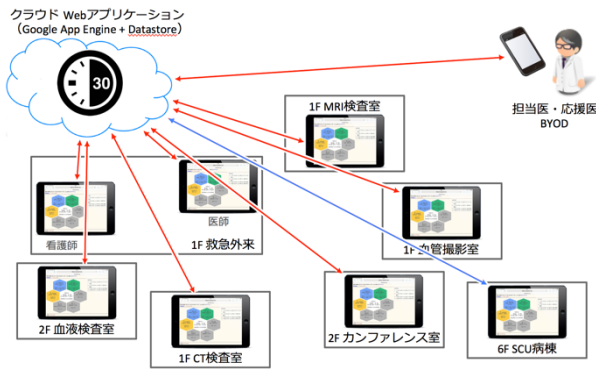 クラウド Webアプリケーション
（Google App Engine + Datastore）
30
担当医・応援医
BYOD
1F MRI検査室
医師
看護師
1F 救急外来
1F 血管撮影室
2F 血液検査室
1F CT検査室
2F カンファレンス室
6F SCU病棟